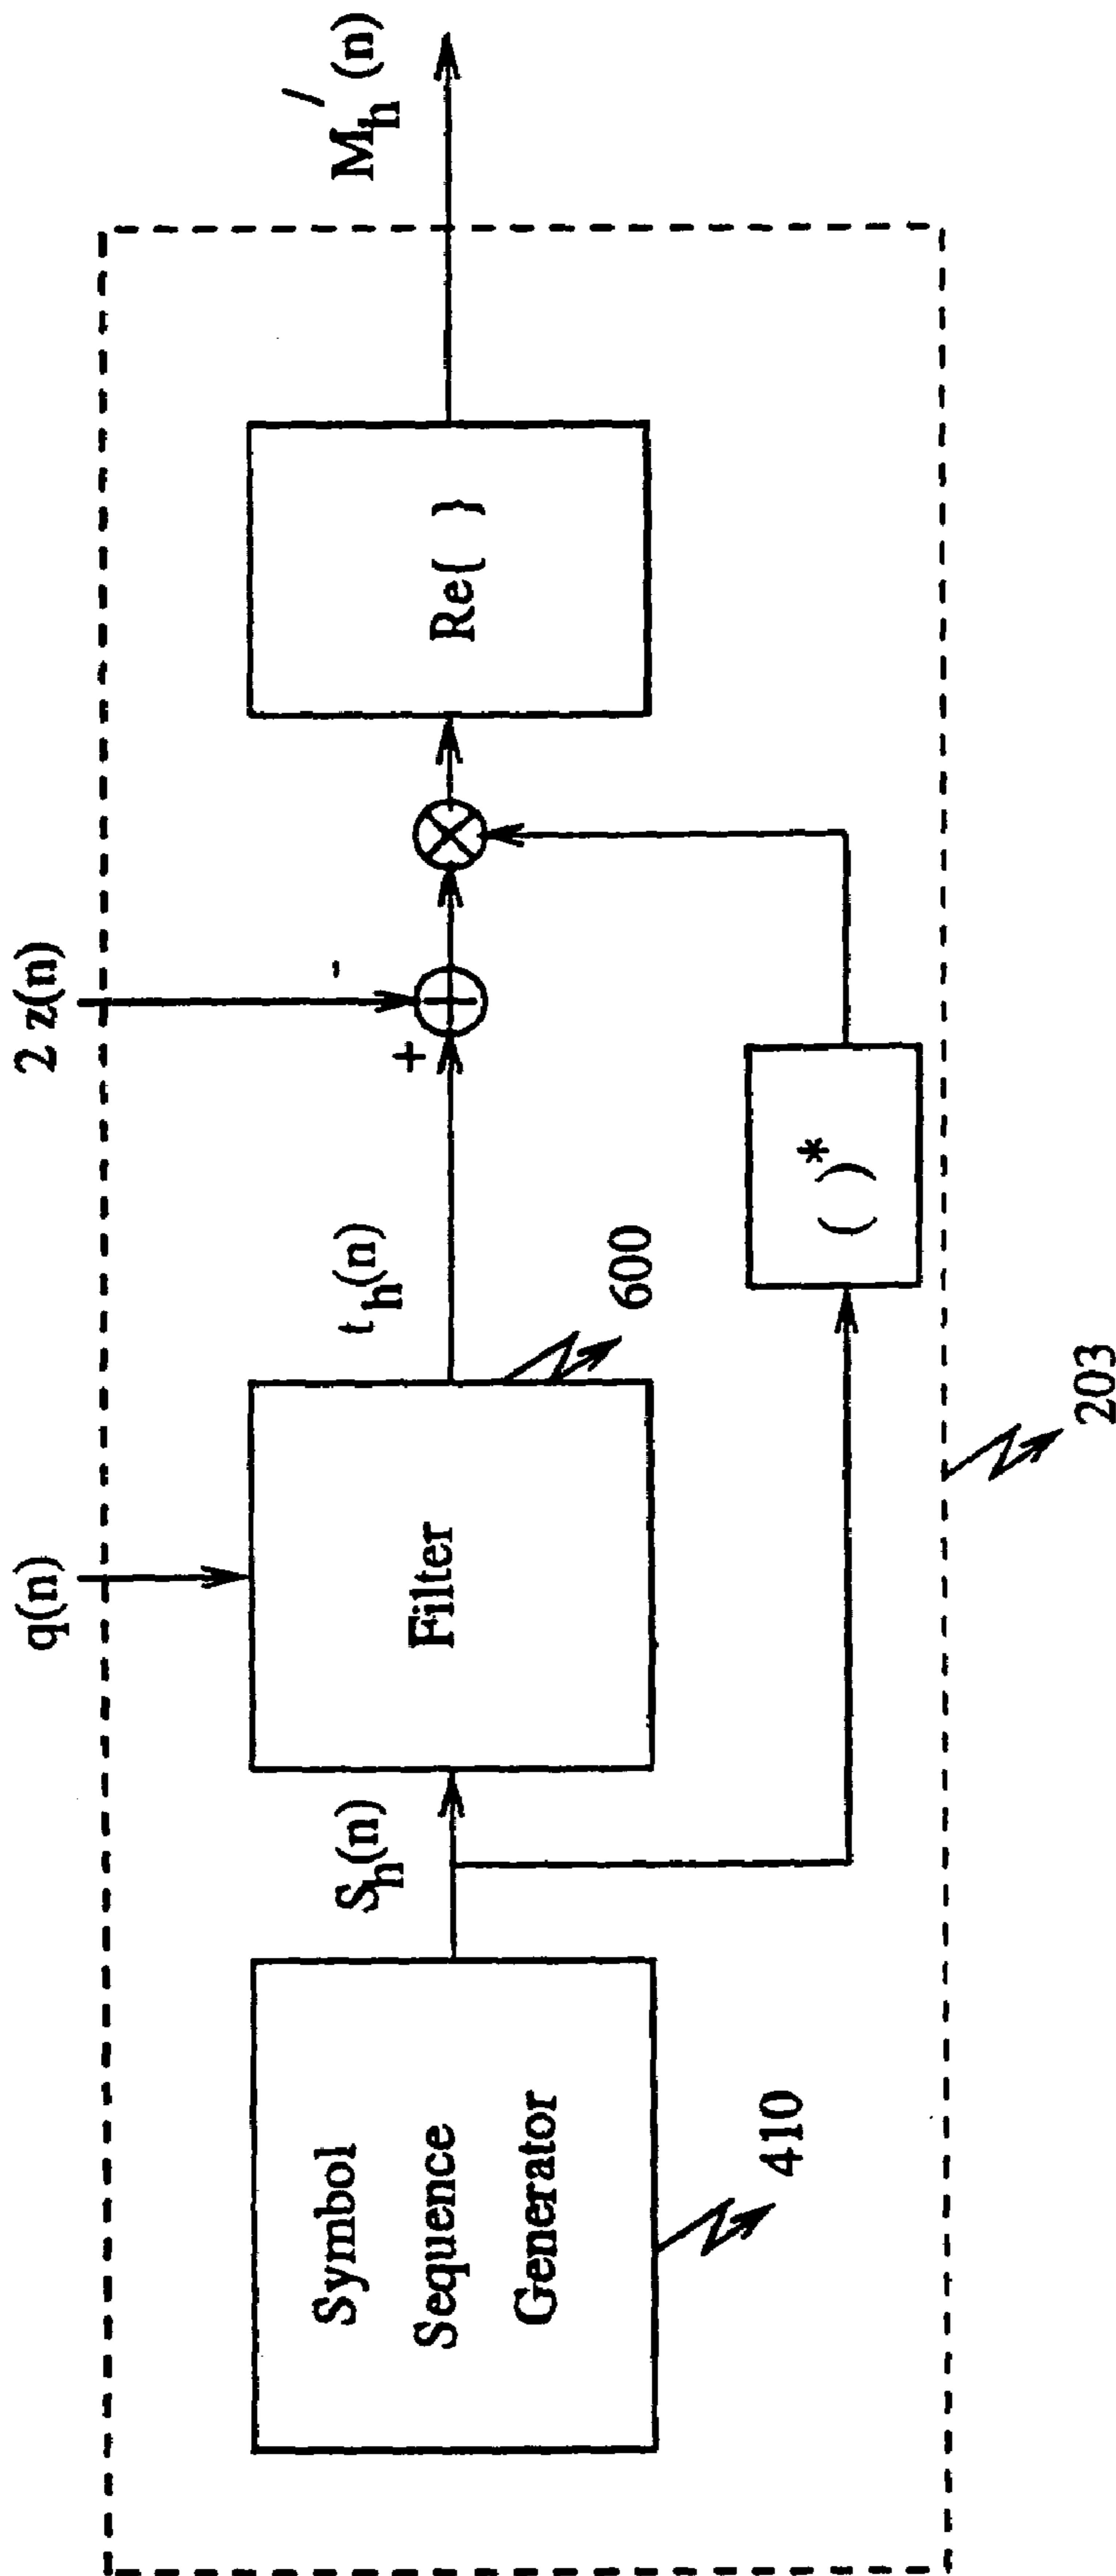 q(n)
2 z(n)
Symbol
Sequence
Generator
S_h(n)
Filter
t_h(n)
+
-
Re{ }
M_h′(n)
( )*
410
600
203